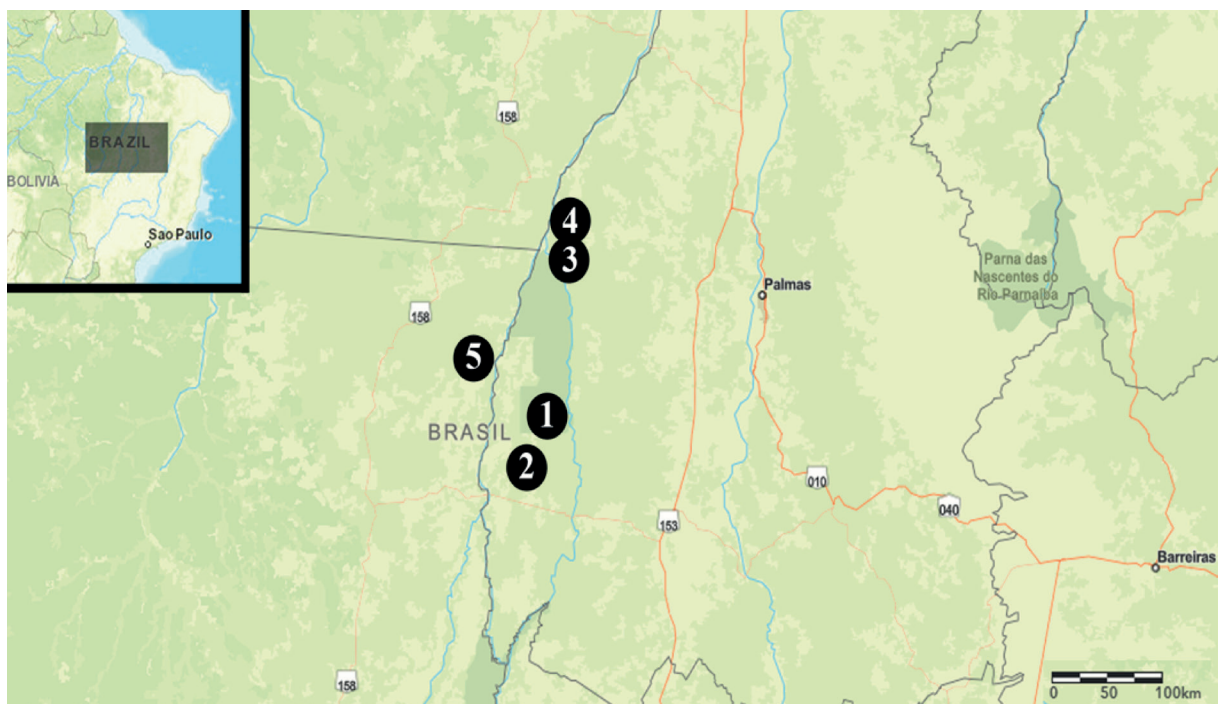 BRAZIL
BOLIVIA
Sao Paulo
158
4
3
Parna das
Nascentes do
Rio Parnaiba
Palmas
158
5
1
BRASIL
2
010
040
153
Barreiras
158
0 50 100km